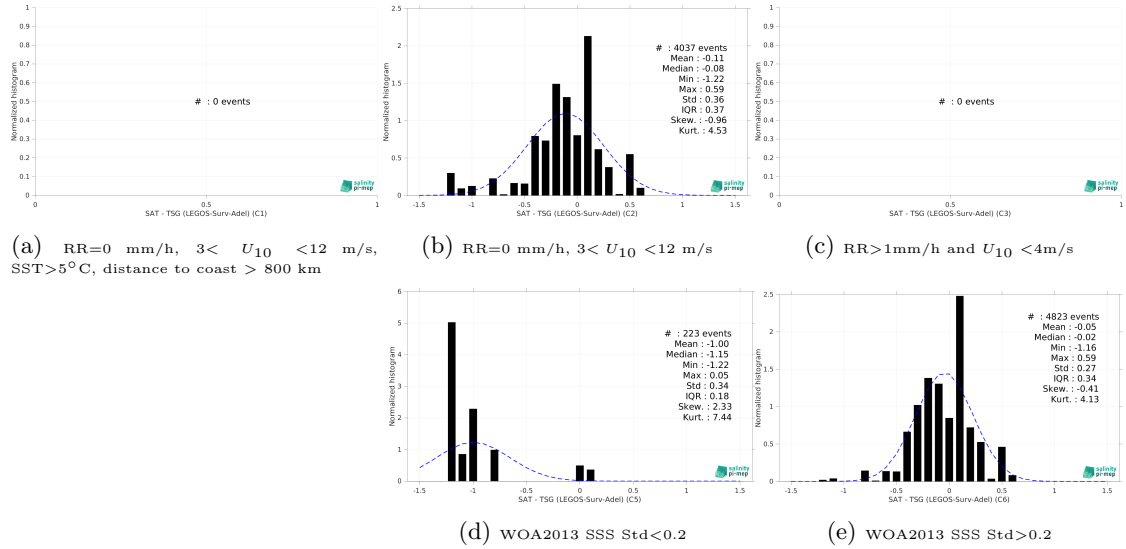 1
0.9
0.8
0.7
0.6
0.5
0.4
0.3
0.2
0.1
0
Normalized histogram
# : 0 events
salinity
pi-mep
0 0.5 1
SAT - TSG (LEGOS-Surv-Adel) (C1)
(a) RR=0 mm/h, 3< U10 <12 m/s,
SST>5°C, distance to coast > 800 km
2.5
2
1.5
1
0.5
0
Normalized histogram
# : 4037 events
Mean : -0.11
Median : -0.08
Min : -1.22
Max : 0.59
Std : 0.36
IQR : 0.37
Skew. : -0.96
Kurt. : 4.53
salinity
pi-mep
-1.5 -1 -0.5 0 0.5 1 1.5
SAT - TSG (LEGOS-Surv-Adel) (C2)
(b) RR=0 mm/h, 3< U10 <12 m/s
1
0.9
0.8
0.7
0.6
0.5
0.4
0.3
0.2
0.1
0
Normalized histogram
# : 0 events
salinity
pi-mep
0 0.5 1
SAT - TSG (LEGOS-Surv-Adel) (C3)
(c) RR>1mm/h and U10 <4m/s
6
5
4
3
2
1
0
Normalized histogram
# : 223 events
Mean : -1.00
Median : -1.15
Min : -1.22
Max : 0.05
Std : 0.34
IQR : 0.18
Skew. : 2.33
Kurt. : 7.44
salinity
pi-mep
-1.5 -1 -0.5 0 0.5 1 1.5
SAT - TSG (LEGOS-Surv-Adel) (C5)
(d) WOA2013 SSS Std<0.2
2.5
2
1.5
1
0.5
0
Normalized histogram
# : 4823 events
Mean : -0.05
Median : -0.02
Min : -1.16
Max : 0.59
Std : 0.27
IQR : 0.34
Skew. : -0.41
Kurt. : 4.13
salinity
pi-mep
-1.5 -1 -0.5 0 0.5 1 1.5
SAT - TSG (LEGOS-Surv-Adel) (C6)
(e) WOA2013 SSS Std>0.2